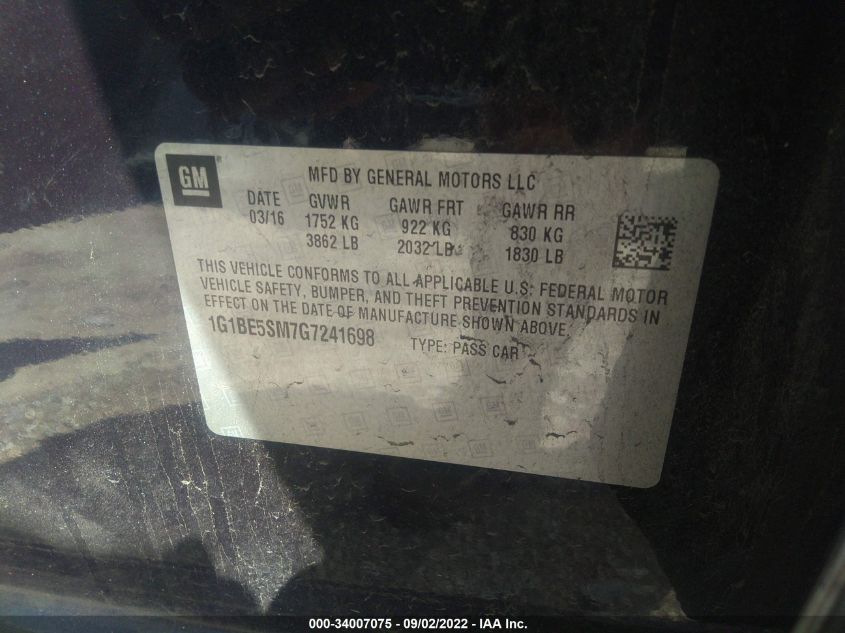 GM ®
MFD BY GENERAL MOTORS LLC
DATE GVWR GAWR FRT GAWR RR
03/16 1752 KG 922 KG 830 KG
3862 LB 2032 LB 1830 LB
THIS VEHICLE CONFORMS TO ALL APPLICABLE U.S. FEDERAL MOTOR
VEHICLE SAFETY, BUMPER, AND THEFT PREVENTION STANDARDS IN
EFFECT ON THE DATE OF MANUFACTURE SHOWN ABOVE.
1G1BE5SM7G7241698 TYPE: PASS CAR
000-34007075 - 09/02/2022 - IAA Inc.